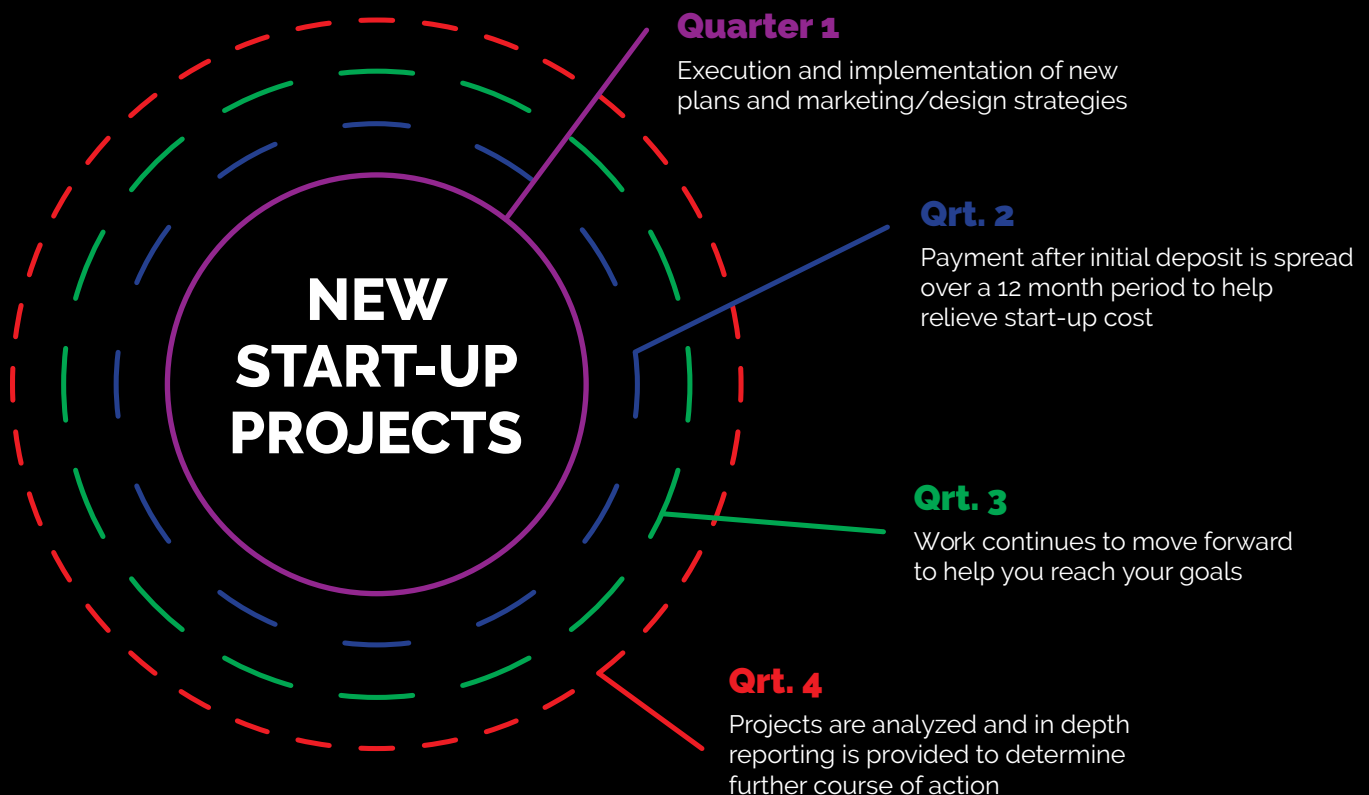 NEW
START-UP
PROJECTS
Quarter 1
Execution and implementation of new
plans and marketing/design strategies
Qrt. 2
Payment after initial deposit is spread
over a 12 month period to help
relieve start-up cost
Qrt. 3
Work continues to move forward
to help you reach your goals
Qrt. 4
Projects are analyzed and in depth
reporting is provided to determine
further course of action